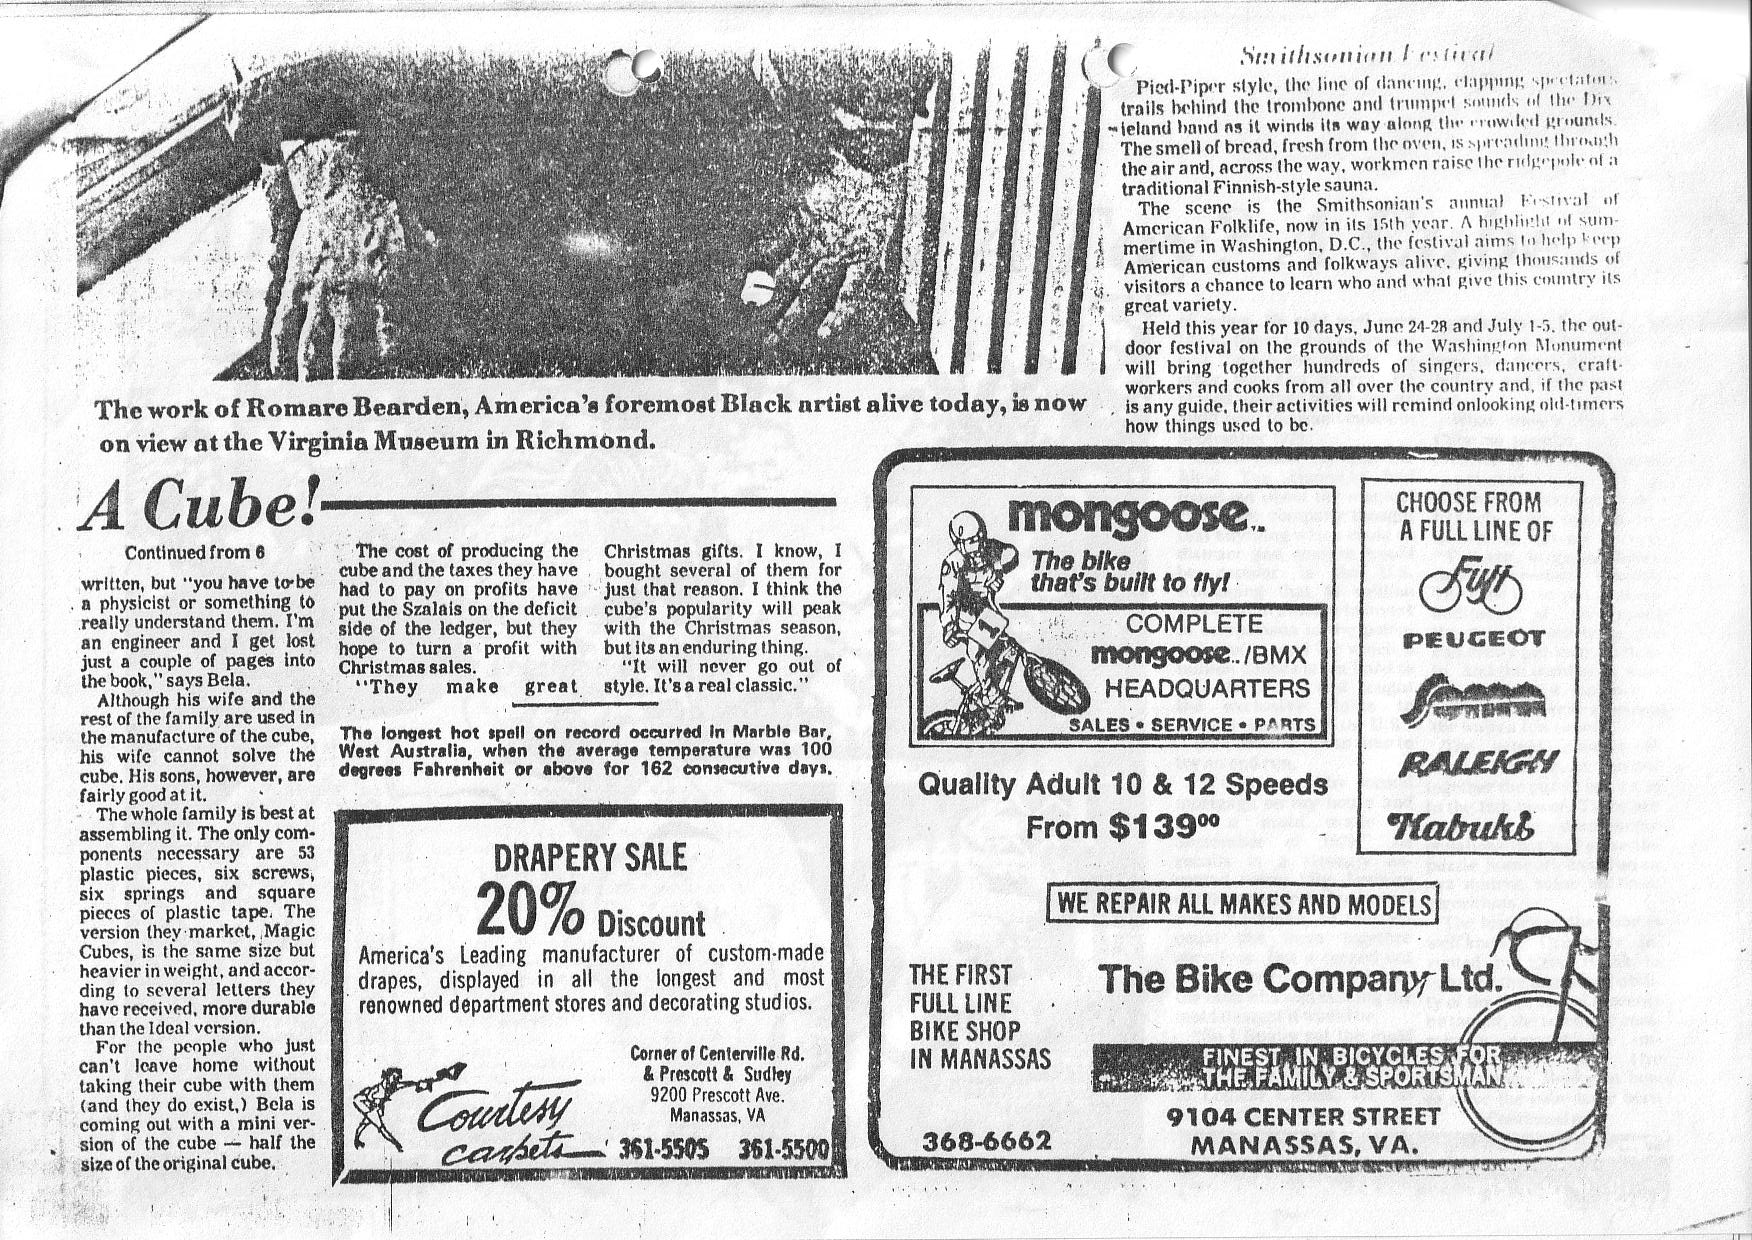 Smithsonian Festival
Pied-Piper style, the line of dancing, clapping spectators
trails behind the trombone and trumpet sounds of the Dix-
ieland band as it winds its way along the crowded grounds.
The smell of bread, fresh from the oven, is spreading through
the air and, across the way, workmen raise the ridgepole of a
traditional Finnish-style sauna.
The scene is the Smithsonian's annual Festival of
American Folklife, now in its 15th year. A highlight of sum-
mertime in Washington, D.C., the festival aims to help keep
American customs and folkways alive, giving thousands of
visitors a chance to learn who and what give this country its
great variety.
Held this year for 10 days, June 24-28 and July 1-5, the out-
door festival on the grounds of the Washington Monument
will bring together hundreds of singers, dancers, craft-
workers and cooks from all over the country and, if the past
is any guide, their activities will remind onlooking old-timers
how things used to be.
The work of Romare Bearden, America's foremost Black artist alive today, is now
on view at the Virginia Museum in Richmond.
A Cube!
Continued from 6
written, but "you have to be
a physicist or something to
really understand them. I'm
an engineer and I get lost
just a couple of pages into
the book," says Bela.
Although his wife and the
rest of the family are used in
the manufacture of the cube,
his wife cannot solve the
cube. His sons, however, are
fairly good at it.
The whole family is best at
assembling it. The only com-
ponents necessary are 53
plastic pieces, six screws,
six springs and square
pieces of plastic tape. The
version they market, Magic
Cubes, is the same size but
heavier in weight, and accor-
ding to several letters they
have received, more durable
than the Ideal version.
For the people who just
can't leave home without
taking their cube with them
(and they do exist,) Bela is
coming out with a mini ver-
sion of the cube — half the
size of the original cube.
The cost of producing the
cube and the taxes they have
had to pay on profits have
put the Szalais on the deficit
side of the ledger, but they
hope to turn a profit with
Christmas sales.
"They make great
Christmas gifts. I know, I
bought several of them for
just that reason. I think the
cube's popularity will peak
with the Christmas season,
but its an enduring thing.
"It will never go out of
style. It's a real classic."
The longest hot spell on record occurred in Marble Bar,
West Australia, when the average temperature was 100
degrees Fahrenheit or above for 162 consecutive days.
DRAPERY SALE
20% Discount
America's Leading manufacturer of custom-made
drapes, displayed in all the longest and most
renowned department stores and decorating studios.
Corner of Centerville Rd.
& Prescott & Sudley
9200 Prescott Ave.
Manassas, VA
Courtesy
carpets
361-5505 361-5500
mongoose
The bike
that's built to fly!
1
COMPLETE
mongoose../BMX
HEADQUARTERS
SALES • SERVICE • PARTS
CHOOSE FROM
A FULL LINE OF
Fuji
PEUGEOT
RALEIGH
Kabuki
Quality Adult 10 & 12 Speeds
From $139⁰⁰
WE REPAIR ALL MAKES AND MODELS
THE FIRST
FULL LINE
BIKE SHOP
IN MANASSAS
The Bike Company Ltd.
FINEST IN BICYCLES FOR
THE FAMILY & SPORTSMAN
9104 CENTER STREET
MANASSAS, VA.
368-6662